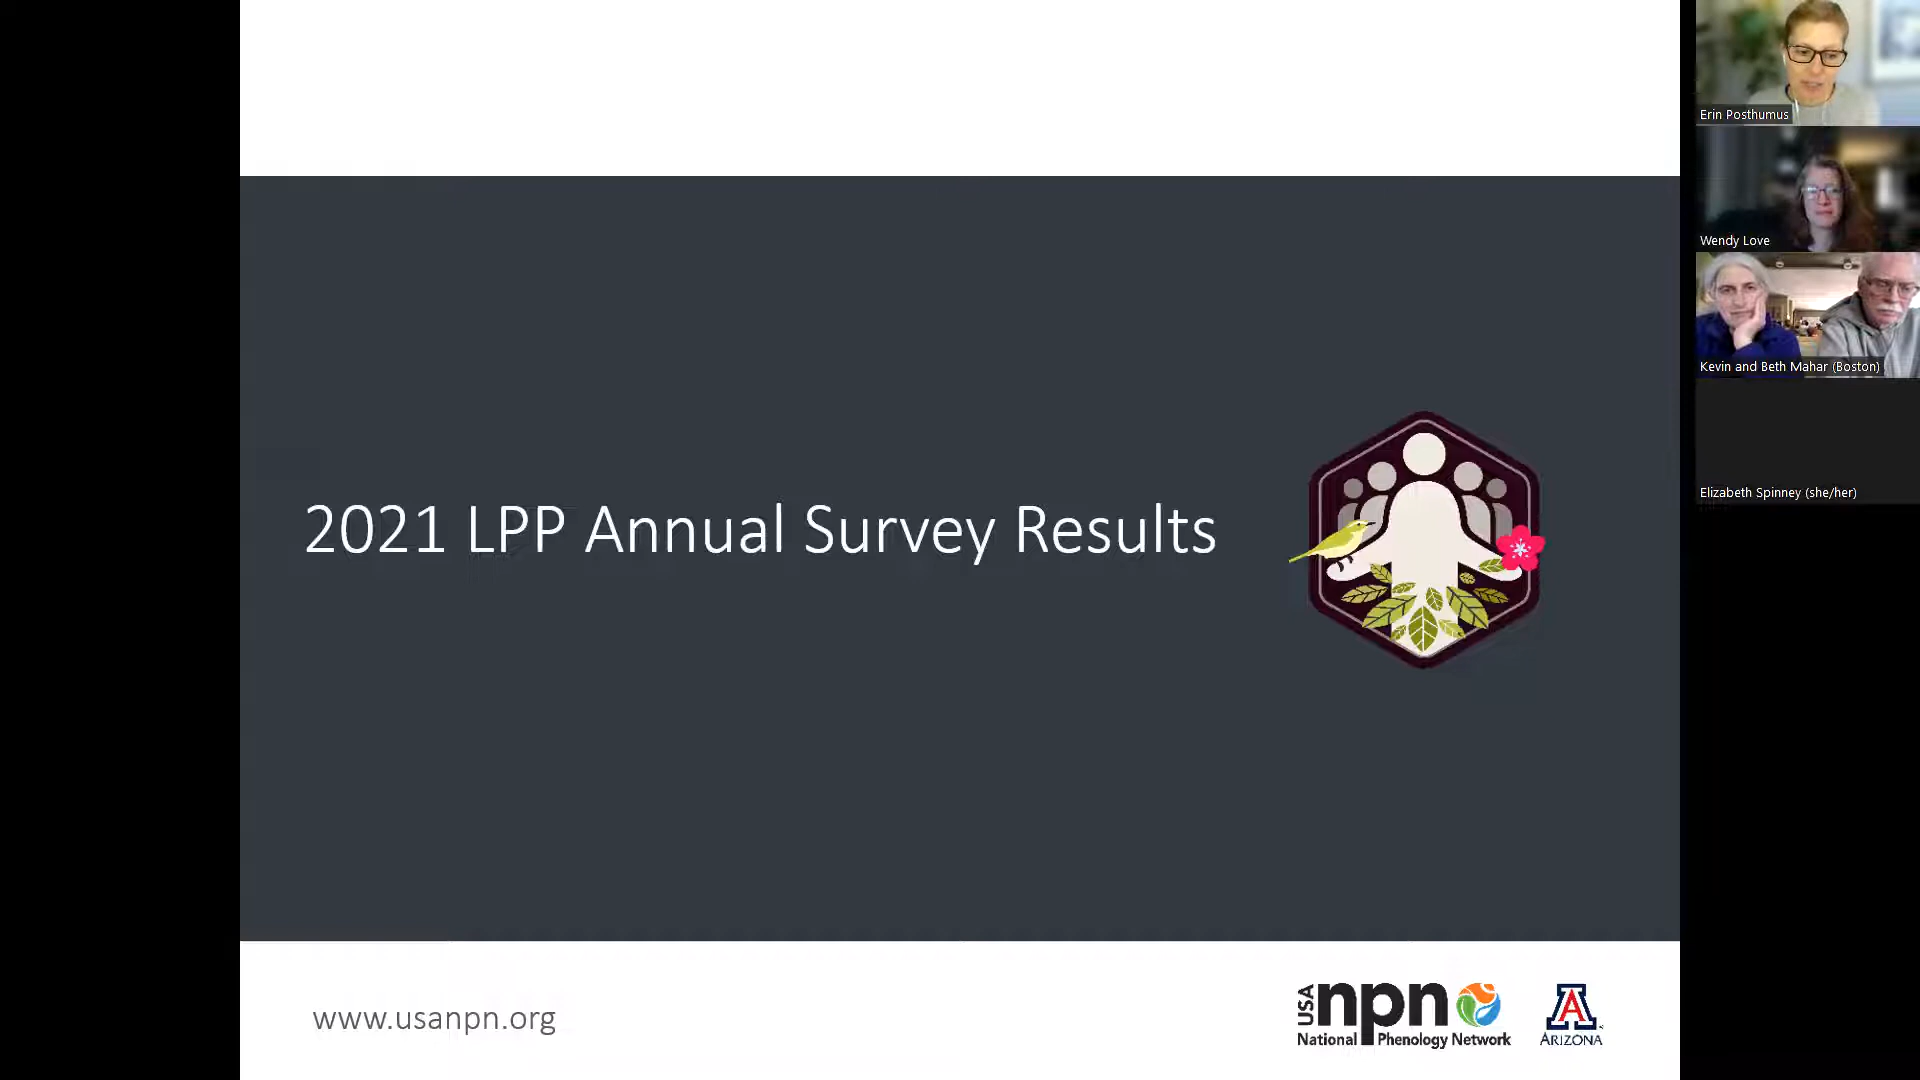 2021 LPP Annual Survey Results
www.usanpn.org
USA npn
National Phenology Network
A
ARIZONA
Erin Posthumus
Wendy Love
Kevin and Beth Mahar (Boston)
Elizabeth Spinney (she/her)